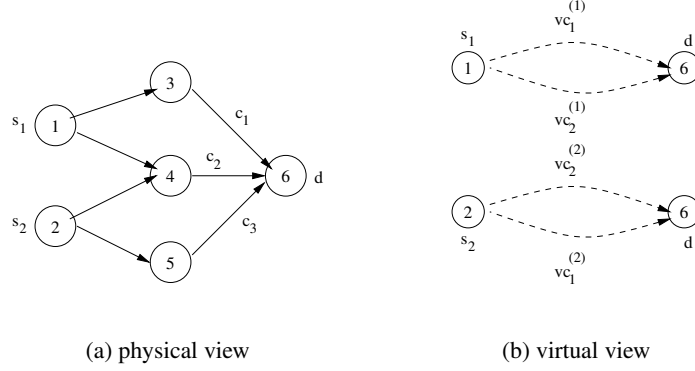 s1
1
3
4
2
s2
5
6
d
c1
c2
c3
(a) physical view
s1
1
vc1(1)
d
6
vc2(1)
vc2(2)
2
s2
6
d
vc1(2)
(b) virtual view